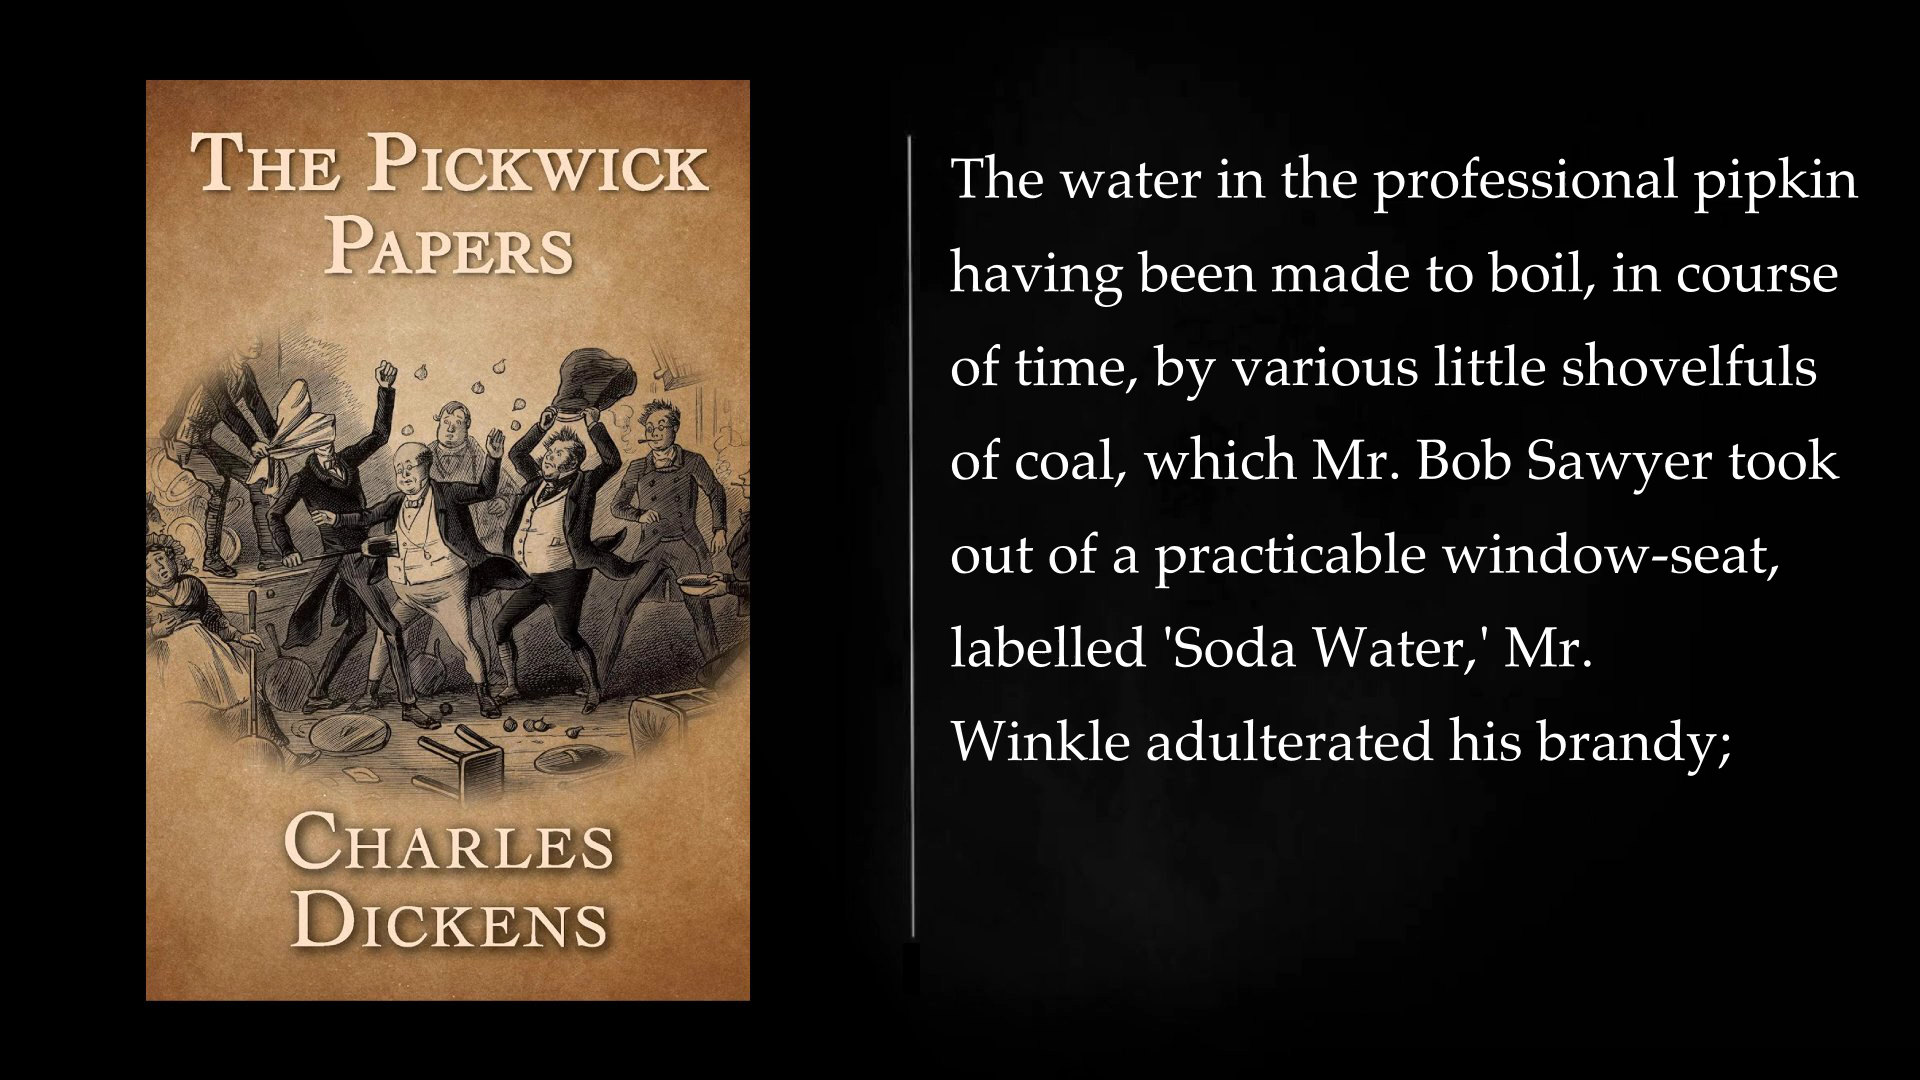 THE PICKWICK
PAPERS
CHARLES
DICKENS
The water in the professional pipkin
having been made to boil, in course
of time, by various little shovelfuls
of coal, which Mr. Bob Sawyer took
out of a practicable window-seat,
labelled 'Soda Water,' Mr.
Winkle adulterated his brandy;